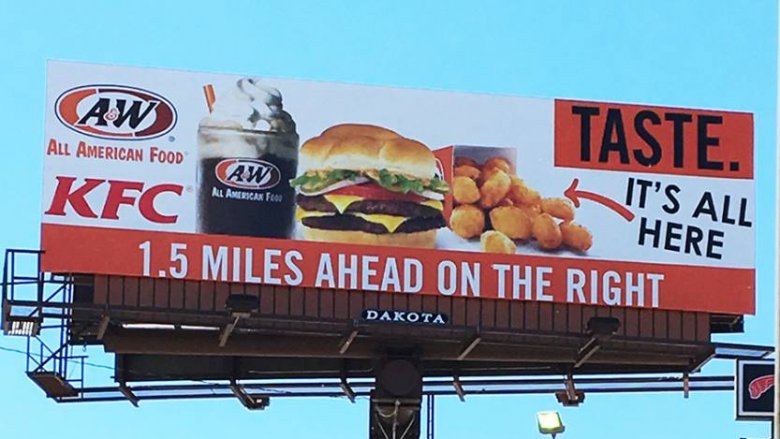 A&W
ALL AMERICAN FOOD
KFC
A&W
ALL AMERICAN FOOD
TASTE.
IT'S ALL
HERE
1.5 MILES AHEAD ON THE RIGHT
DAKOTA